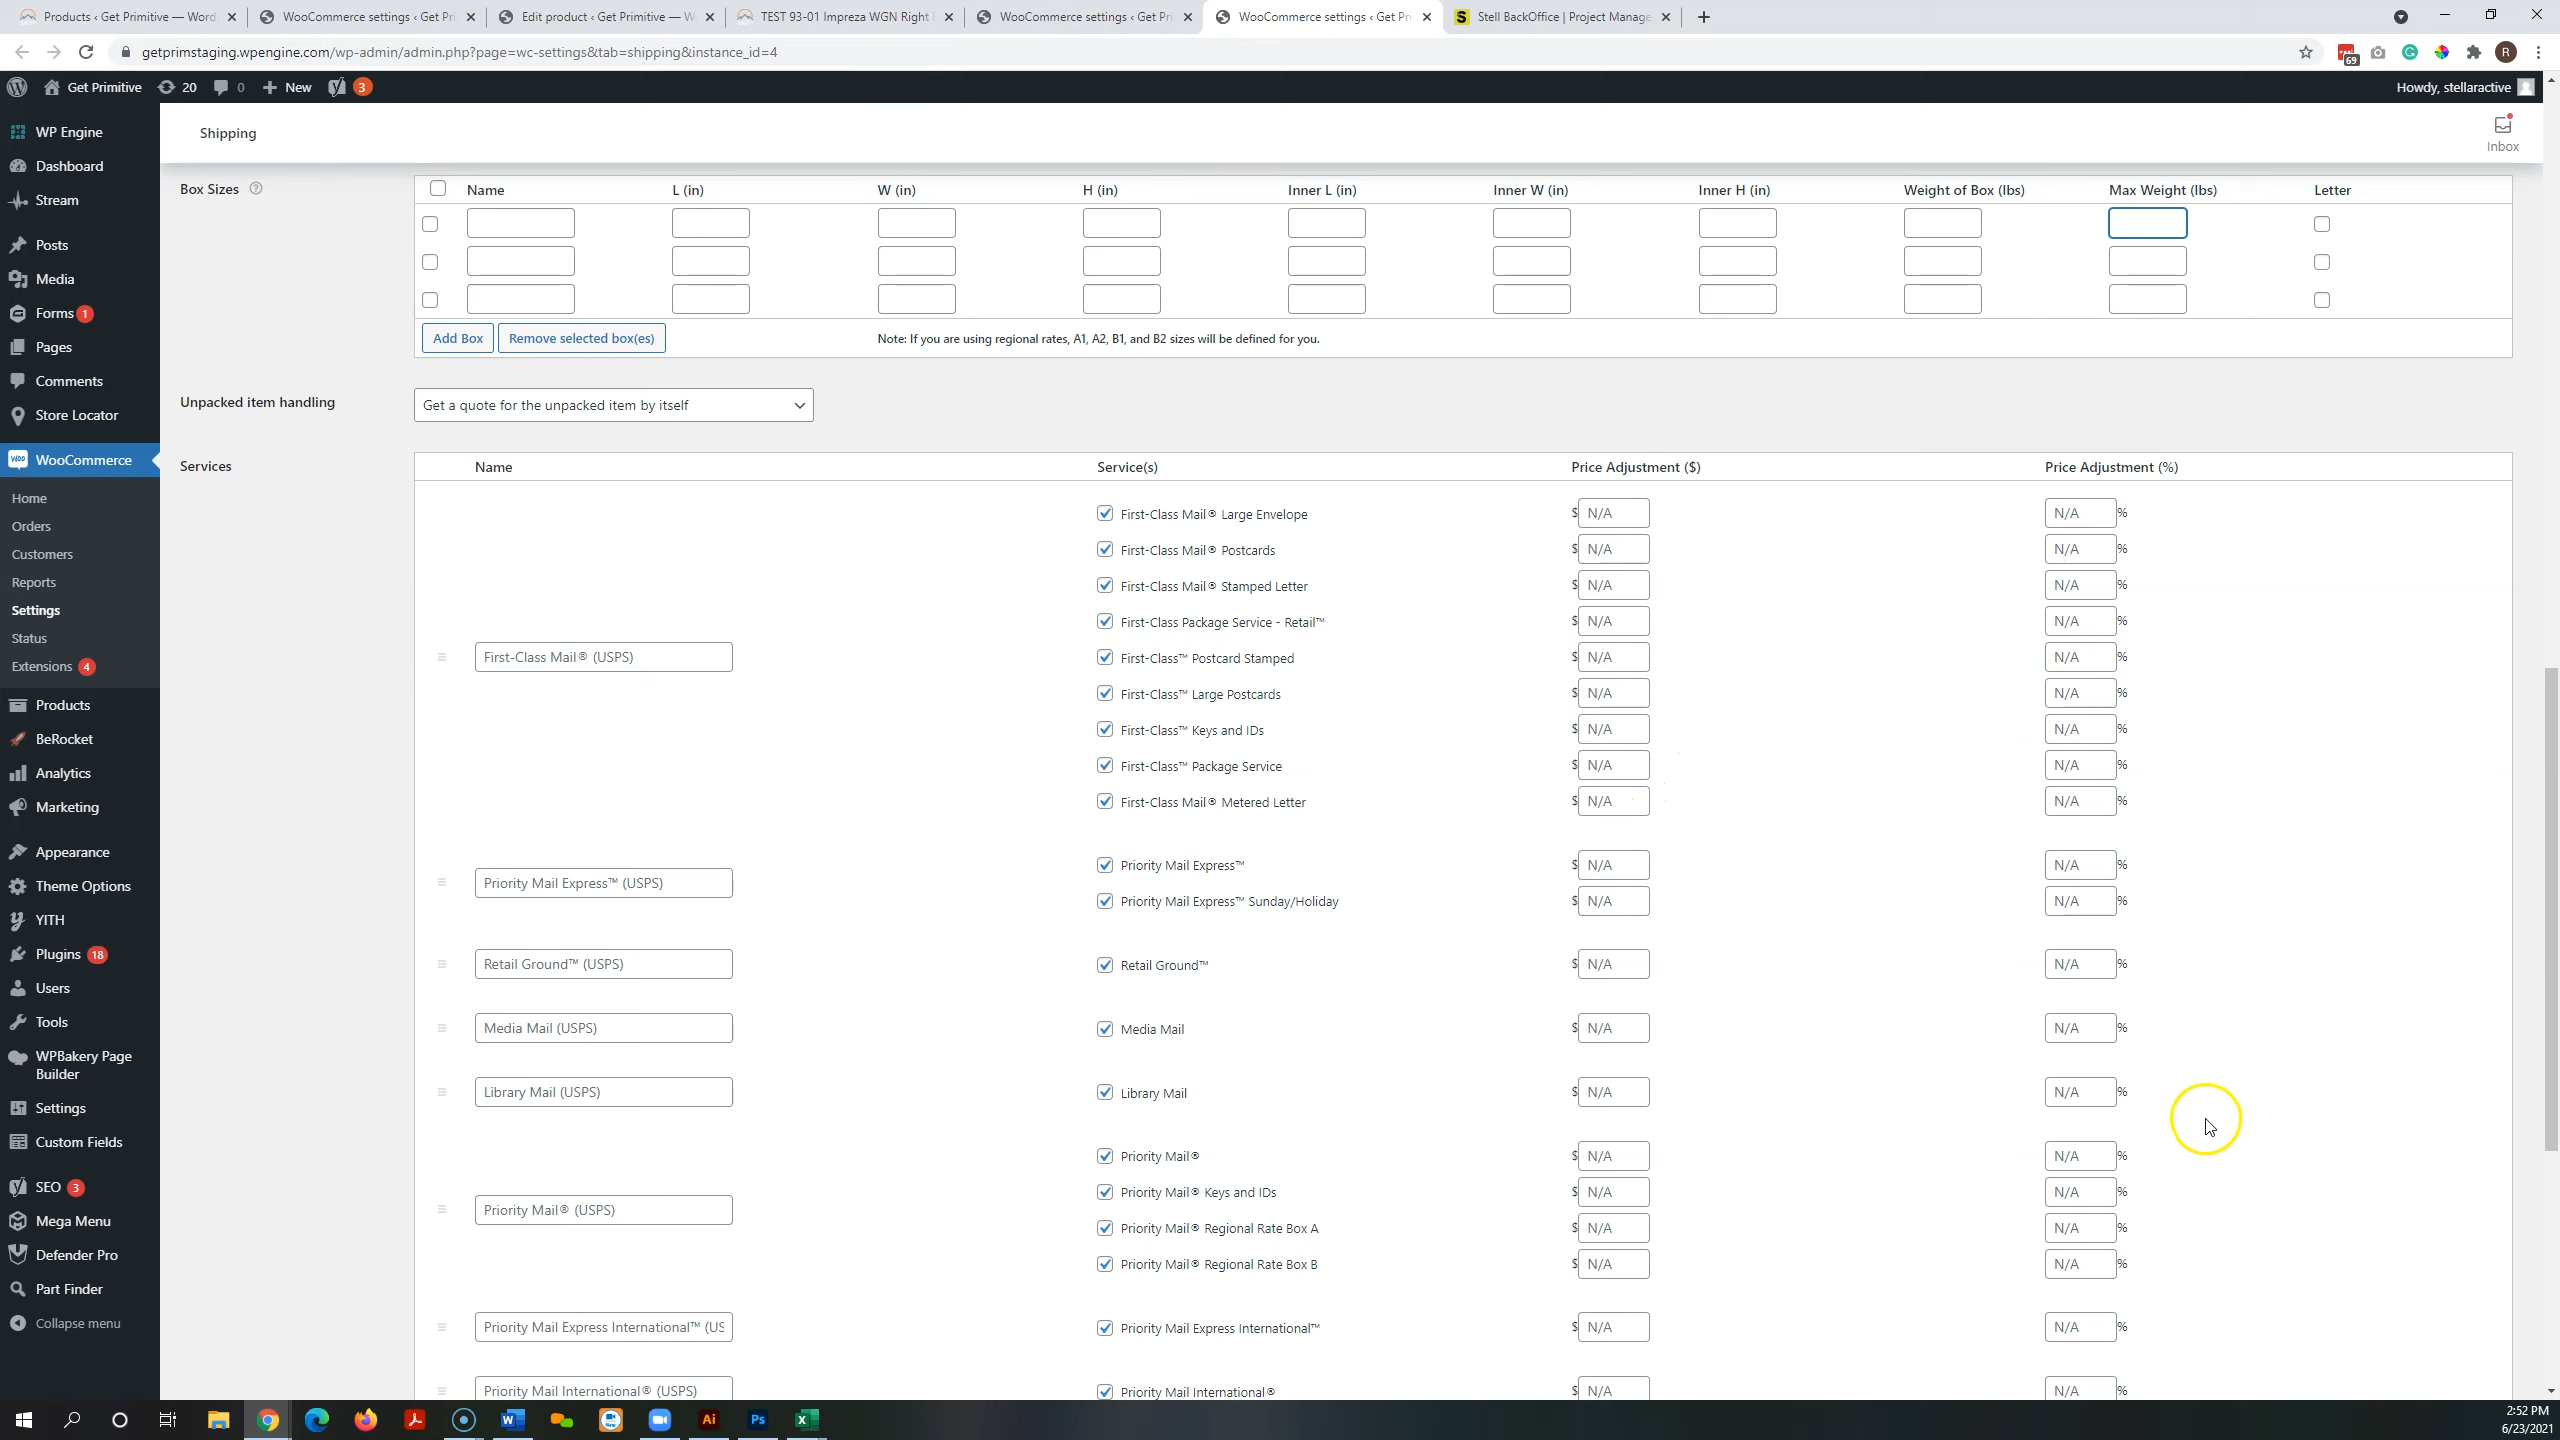 Products ‹ Get Primitive — Word
WooCommerce settings ‹ Get Pri
Edit product ‹ Get Primitive — W
TEST 93-01 Impreza WGN Right
WooCommerce settings ‹ Get Pri
WooCommerce settings ‹ Get Pri
Stell BackOffice | Project Manage
getprimstaging.wpengine.com/wp-admin/admin.php?page=wc-settings&tab=shipping&instance_id=4
69
R
Get Primitive
20
0
New
3
Howdy, stellaractive
WP Engine
Dashboard
Stream
Posts
Media
Forms 1
Pages
Comments
Store Locator
WooCommerce
Home
Orders
Customers
Reports
Settings
Status
Extensions 4
Products
BeRocket
Analytics
Marketing
Appearance
Theme Options
YITH
Plugins 18
Users
Tools
WPBakery Page
Builder
Settings
Custom Fields
SEO 3
Mega Menu
Defender Pro
Part Finder
Collapse menu
Shipping
Inbox
Box Sizes
Name L (in) W (in) H (in) Inner L (in) Inner W (in) Inner H (in) Weight of Box (lbs) Max Weight (lbs) Letter
Add Box Remove selected box(es) Note: If you are using regional rates, A1, A2, B1, and B2 sizes will be defined for you.
Unpacked item handling Get a quote for the unpacked item by itself
Services Name Service(s) Price Adjustment ($) Price Adjustment (%)
First-Class Mail® Large Envelope $ N/A N/A %
First-Class Mail® Postcards $ N/A N/A %
First-Class Mail® Stamped Letter $ N/A N/A %
First-Class Package Service - Retail™ $ N/A N/A %
First-Class Mail® (USPS) First-Class™ Postcard Stamped $ N/A N/A %
First-Class™ Large Postcards $ N/A N/A %
First-Class™ Keys and IDs $ N/A N/A %
First-Class™ Package Service $ N/A N/A %
First-Class Mail® Metered Letter $ N/A N/A %
Priority Mail Express™ (USPS) Priority Mail Express™ $ N/A N/A %
Priority Mail Express™ Sunday/Holiday $ N/A N/A %
Retail Ground™ (USPS) Retail Ground™ $ N/A N/A %
Media Mail (USPS) Media Mail $ N/A N/A %
Library Mail (USPS) Library Mail $ N/A N/A %
Priority Mail® $ N/A N/A %
Priority Mail® (USPS) Priority Mail® Keys and IDs $ N/A N/A %
Priority Mail® Regional Rate Box A $ N/A N/A %
Priority Mail® Regional Rate Box B $ N/A N/A %
Priority Mail Express International™ (US Priority Mail Express International™ $ N/A N/A %
Priority Mail International® (USPS) Priority Mail International® $ N/A N/A %
2:52 PM
6/23/2021